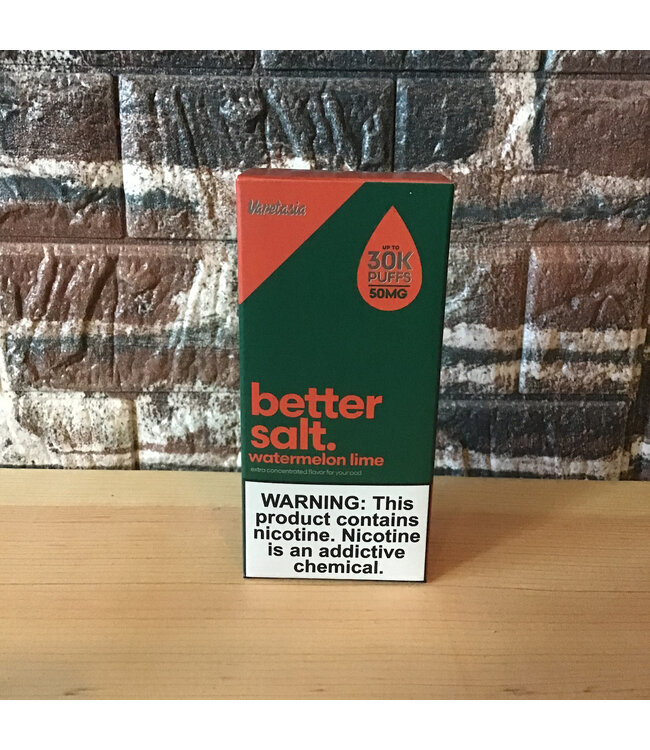 Vapetasia
UP TO
30K
PUFFS
50MG
better
salt.
watermelon lime
extra concentrated flavor for your pod
WARNING: This
product contains
nicotine. Nicotine
is an addictive
chemical.